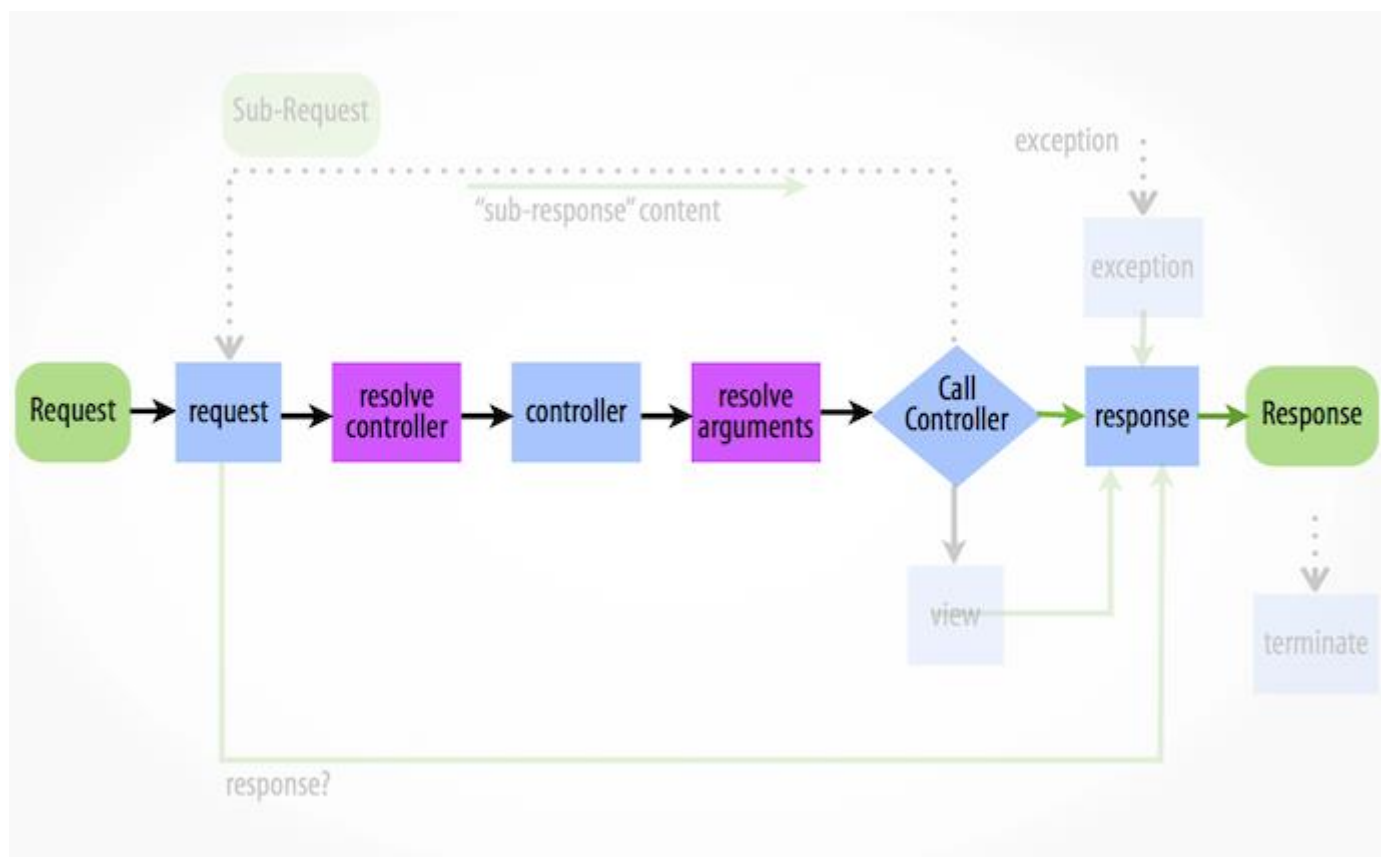 Sub-Request
exception
"sub-response" content
exception
Request
request
resolve
controller
controller
resolve
arguments
Call
Controller
response
Response
view
terminate
response?